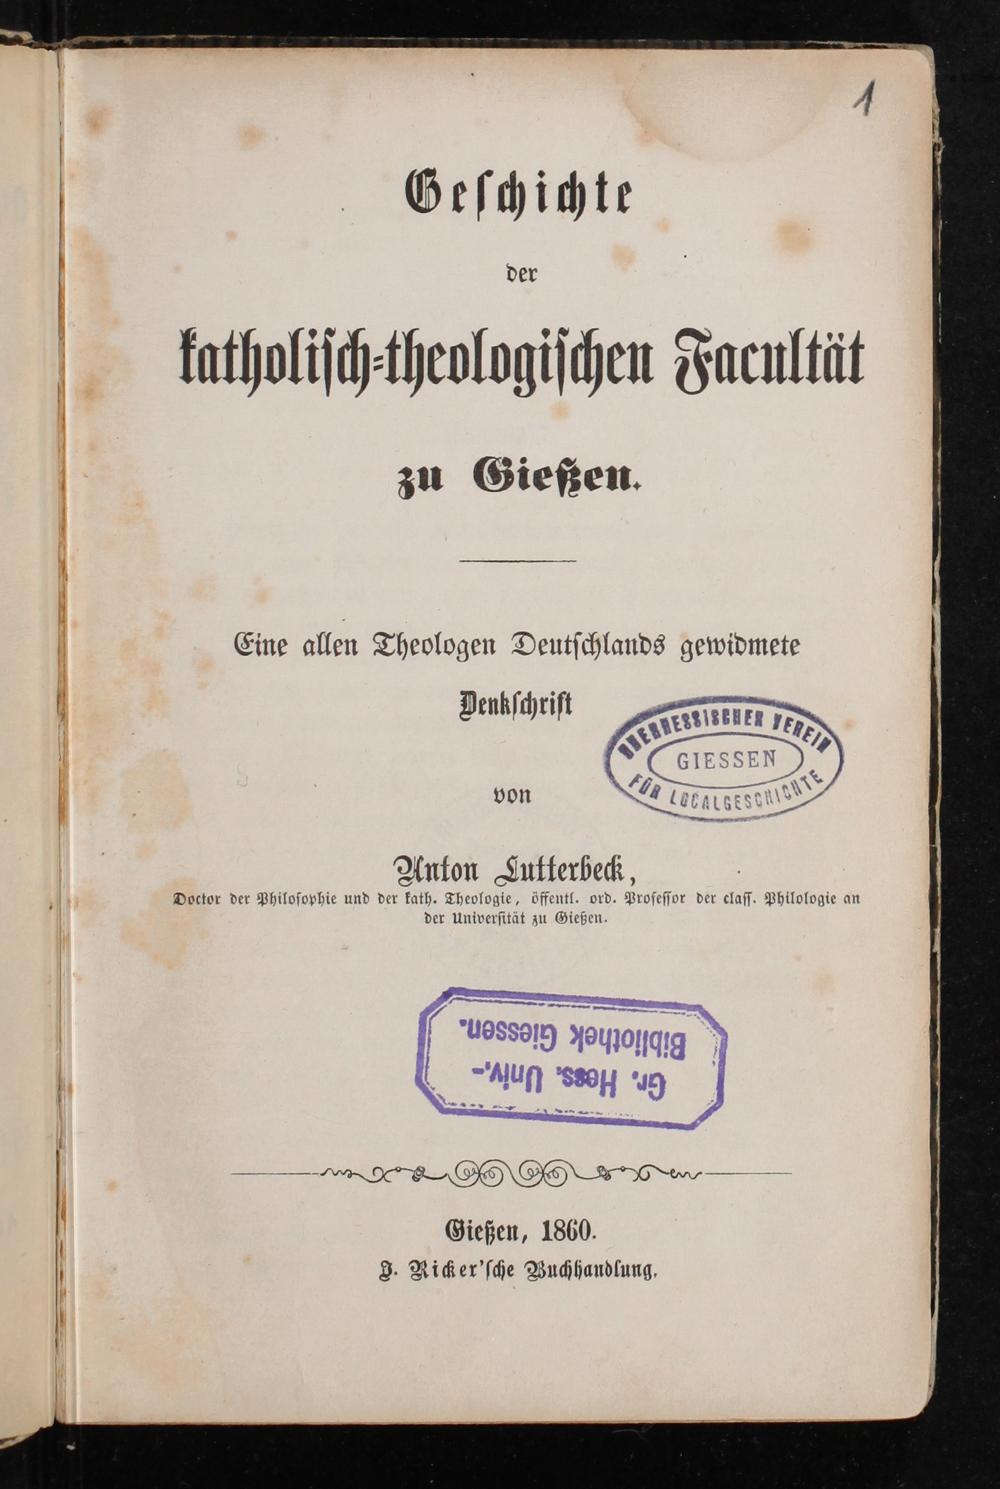 1
Geschichte
der
katholisch-theologischen Facultät
zu Gießen.
Eine allen Theologen Deutschlands gewidmete
Denkschrift
OBERHESSISCHER VEREIN
GIESSEN
FÜR LOCALGESCHICHTE
von
Anton Lutterbeck,
Doctor der Philosophie und der kath. Theologie, öffentl. ord. Professor der class. Philologie an
der Universität zu Gießen.
Gr. Hess. Univ.-
Bibliothek Giessen.
Gießen, 1860.
J. Ricker'sche Buchhandlung.